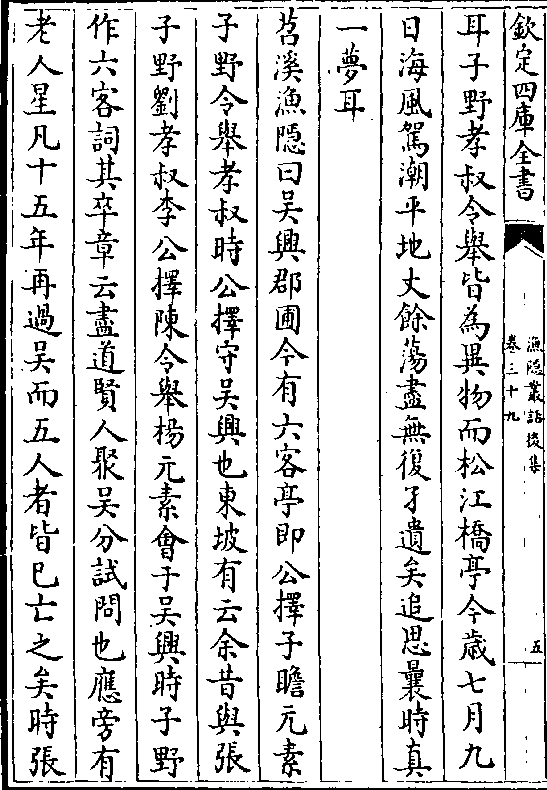 欽定四庫全書
漁隱叢話後集
卷三十九
五
耳子野孝叔令舉皆為異物而松江橋亭今歲七月九
日海風駕潮平地丈餘蕩盡無復孑遺矣追思曩時真
一夢耳
苕溪漁隱曰吳興郡圃今有六客亭即公擇子瞻元素
子野令舉孝叔時公擇守吳興也東坡有云余昔與張
子野劉孝叔李公擇陳令舉楊元素會于吳興時子野
作六客詞其卒章云盡道賢人聚吳分試問也應旁有
老人星凡十五年再過吳而五人者皆已亡之矣時張